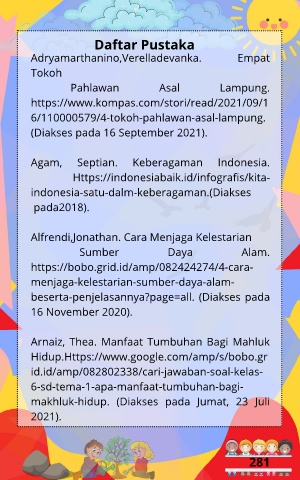 Daftar Pustaka
Adryamarthanino,Verelladevanka. Empat
Tokoh
Pahlawan Asal Lampung.
https://www.kompas.com/stori/read/2021/09/1
6/110000579/4-tokoh-pahlawan-asal-lampung.
(Diakses pada 16 September 2021).
Agam, Septian. Keberagaman Indonesia.
Https://indonesiabaik.id/infografis/kita-
indonesia-satu-dalm-keberagaman.(Diakses
pada2018).
Alfrendi,Jonathan. Cara Menjaga Kelestarian
Sumber Daya Alam.
https://bobo.grid.id/amp/082424274/4-cara-
menjaga-kelestarian-sumber-daya-alam-
beserta-penjelasannya?page=all. (Diakses pada
16 November 2020).
Arnaiz, Thea. Manfaat Tumbuhan Bagi Mahluk
Hidup.Https://www.google.com/amp/s/bobo.gr
id.id/amp/082802338/cari-jawaban-soal-kelas-
6-sd-tema-1-apa-manfaat-tumbuhan-bagi-
makhluk-hidup. (Diakses pada Jumat, 23 Juli
2021).
281